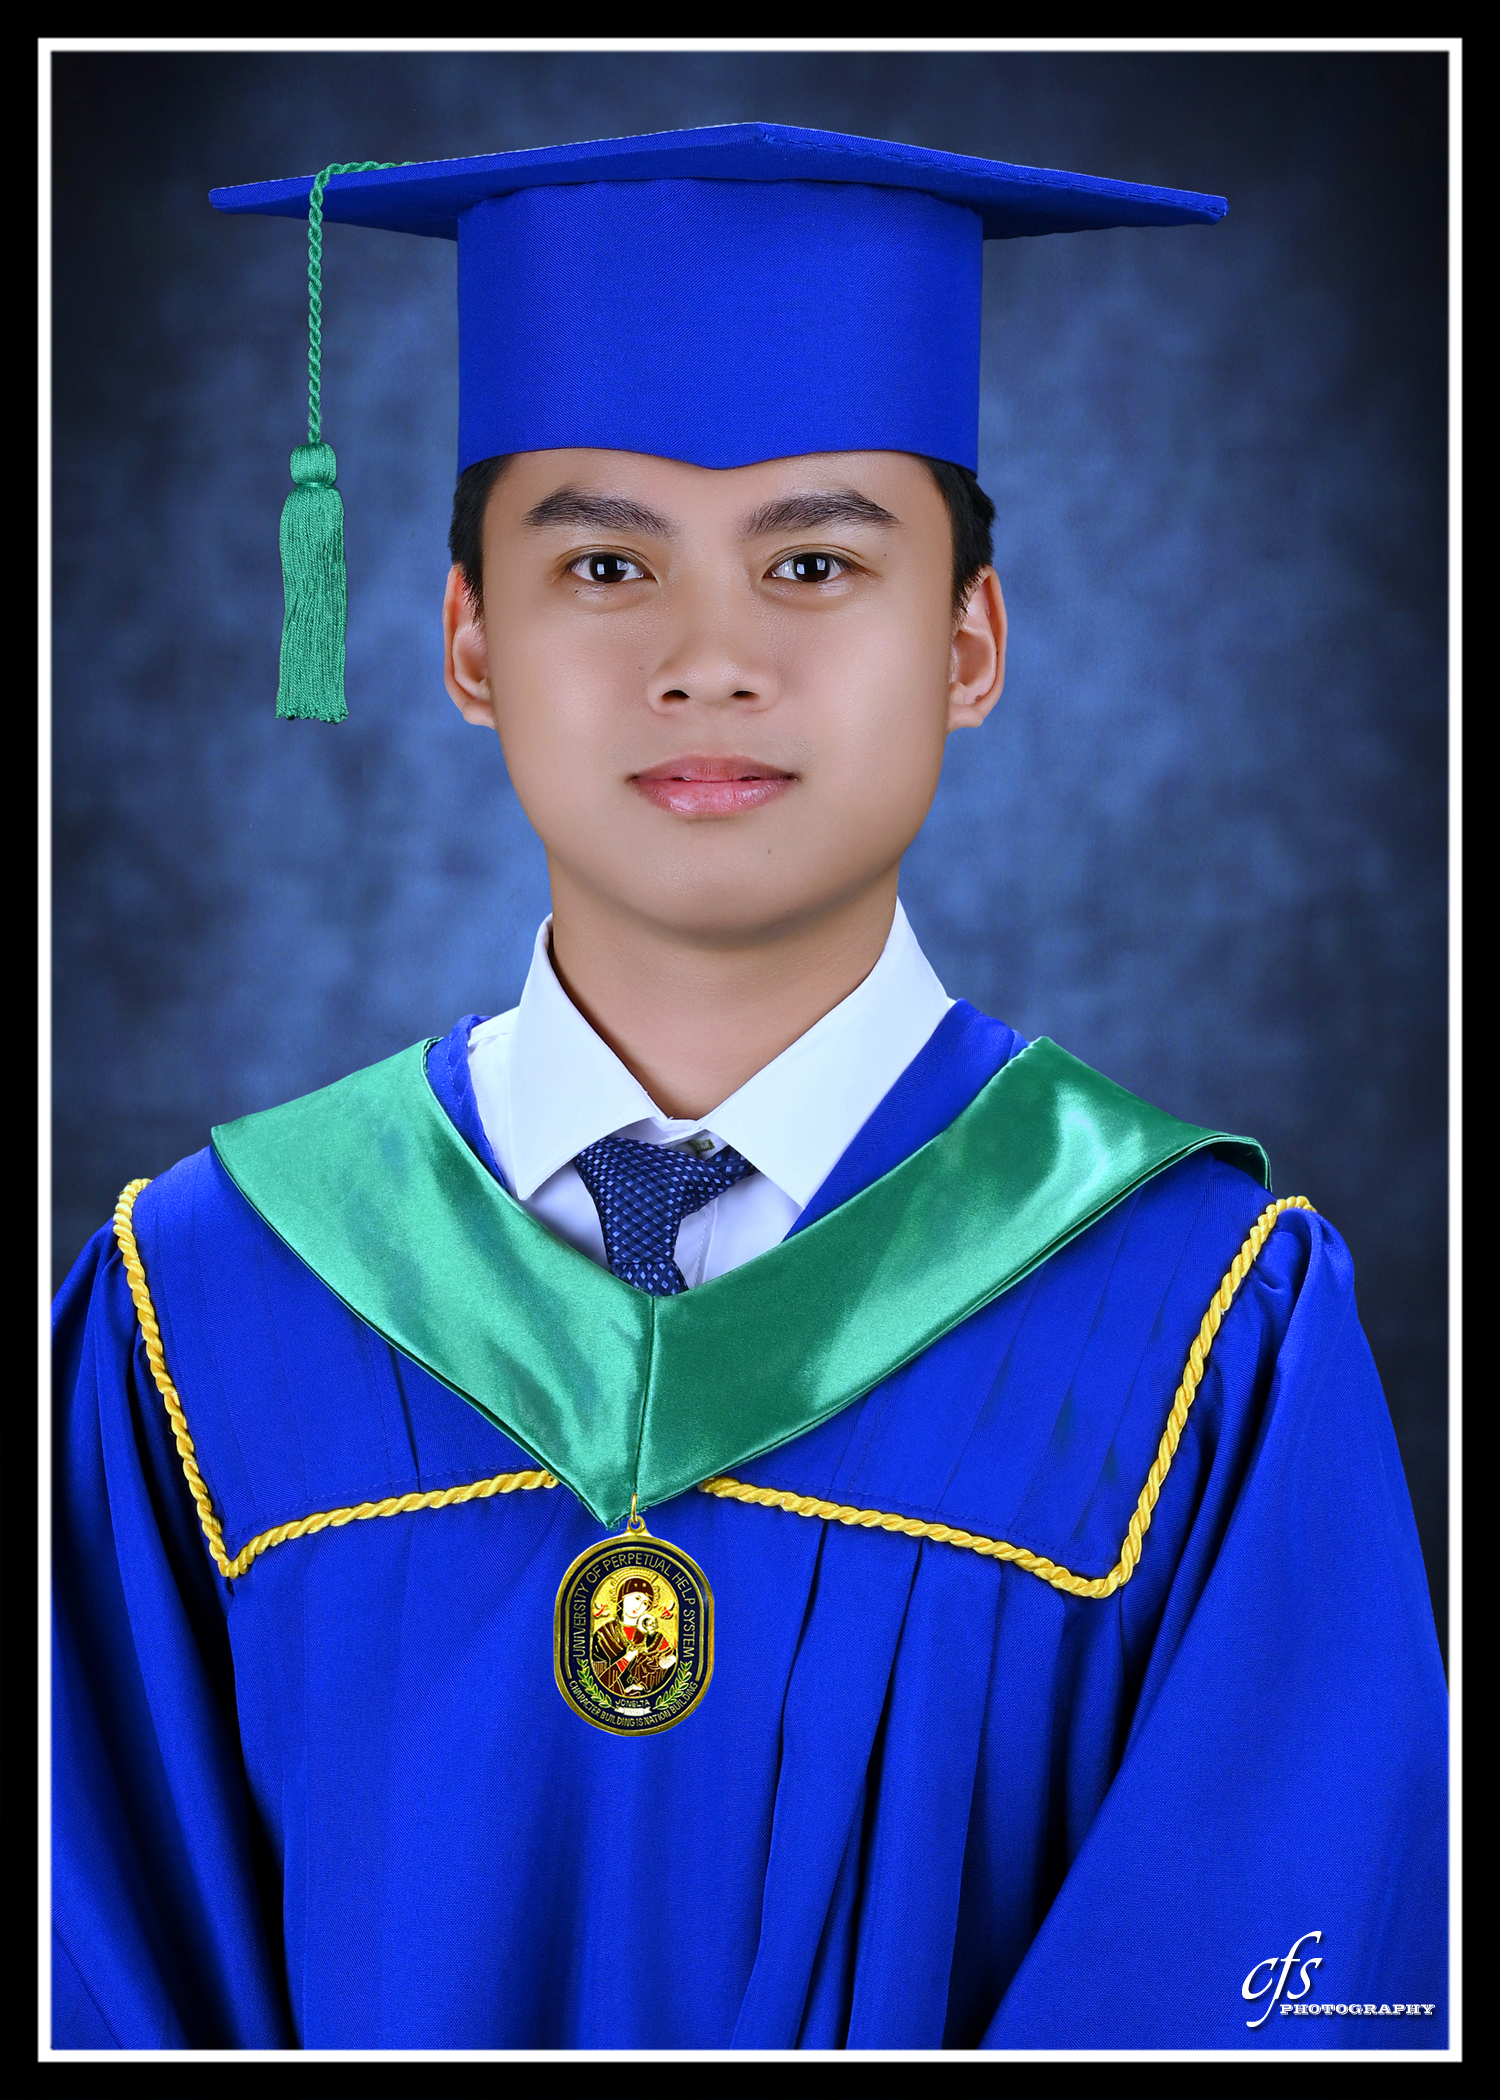 UNIVERSITY OF PERPETUAL HELP SYSTEM
JONELTA
CHARACTER BUILDING IS NATION BUILDING
cfs
PHOTOGRAPHY